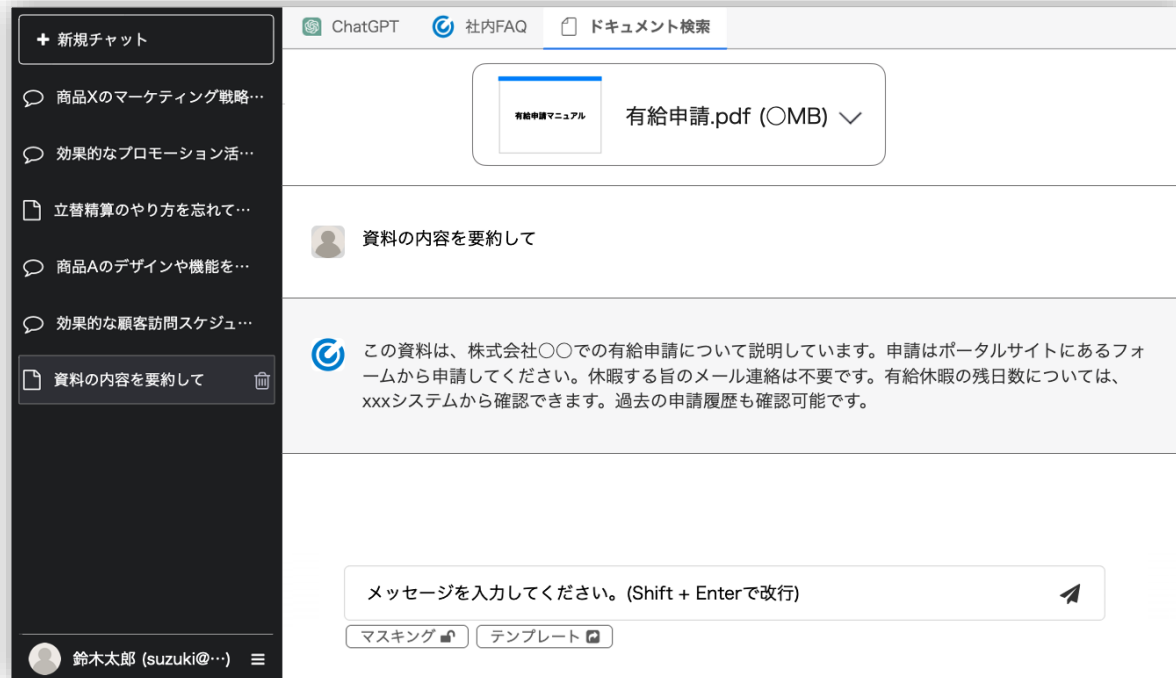 + 新規チャット
商品Xのマーケティング戦略…
効果的なプロモーション活…
立替精算のやり方を忘れて…
商品Aのデザインや機能を…
効果的な顧客訪問スケジュ…
資料の内容を要約して
鈴木太郎 (suzuki@…)
ChatGPT
社内FAQ
ドキュメント検索
有給申請マニュアル
有給申請.pdf (○MB)
資料の内容を要約して
この資料は、株式会社○○での有給申請について説明しています。申請はポータルサイトにあるフォ
ームから申請してください。休暇する旨のメール連絡は不要です。有給休暇の残日数については、
xxxシステムから確認できます。過去の申請履歴も確認可能です。
メッセージを入力してください。(Shift + Enterで改行)
マスキング
テンプレート